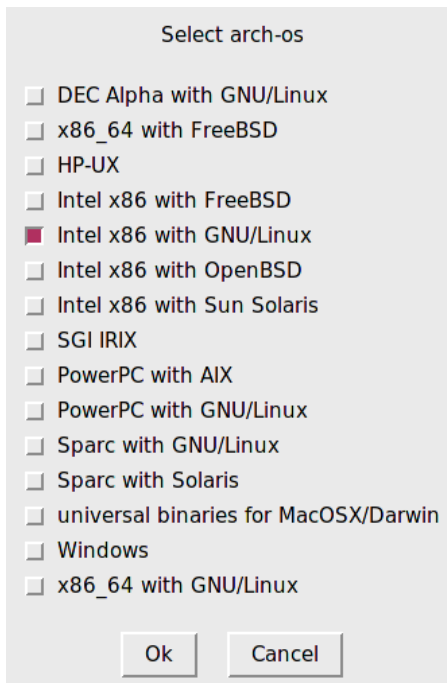 Select arch-os
DEC Alpha with GNU/Linux
x86_64 with FreeBSD
HP-UX
Intel x86 with FreeBSD
Intel x86 with GNU/Linux
Intel x86 with OpenBSD
Intel x86 with Sun Solaris
SGI IRIX
PowerPC with AIX
PowerPC with GNU/Linux
Sparc with GNU/Linux
Sparc with Solaris
universal binaries for MacOSX/Darwin
Windows
x86_64 with GNU/Linux
Ok Cancel